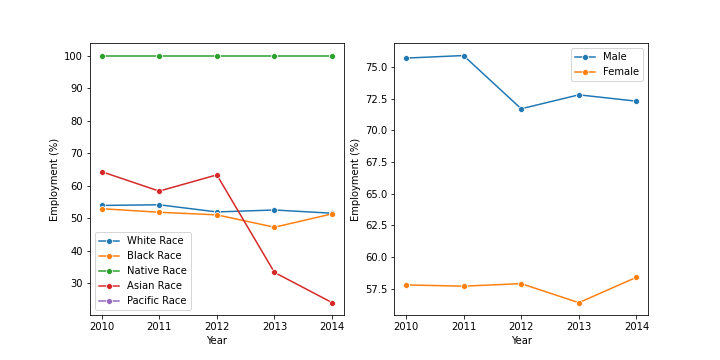 100
90
80
70
60
50
40
30
Employment (%)
White Race
Black Race
Native Race
Asian Race
Pacific Race
2010 2011 2012 2013 2014
Year
75.0
72.5
70.0
67.5
65.0
62.5
60.0
57.5
Employment (%)
Male
Female
2010 2011 2012 2013 2014
Year